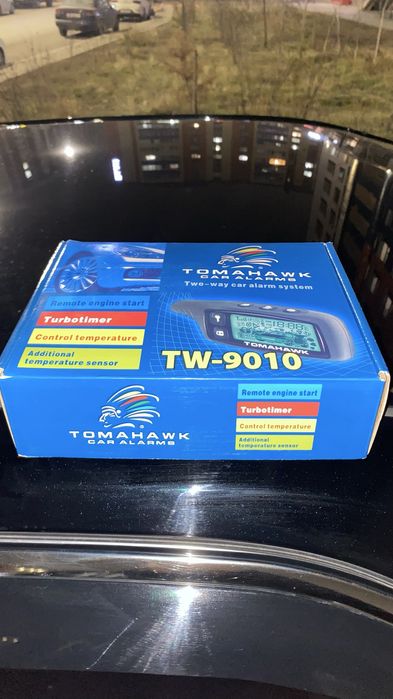 TOMAHAWK
CAR ALARMS
Two-way car alarm system
Remote engine start
Turbotimer
Control temperature
Additional
temperature sensor
TOMAHAWK
TW-9010
TOMAHAWK
CAR ALARMS
Remote engine start
Turbotimer
Control temperature
Additional
temperature sensor